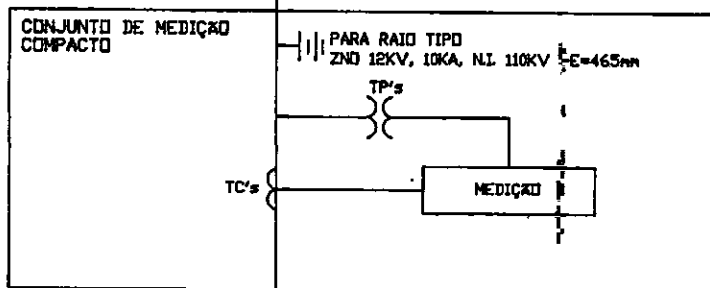 CONJUNTO DE MEDIÇÃO
COMPACTO
PARA RAIO TIPO
ZNO 12KV, 10KA, N.I. 110KV E=465mm
TP's
TC's
MEDIÇÃO